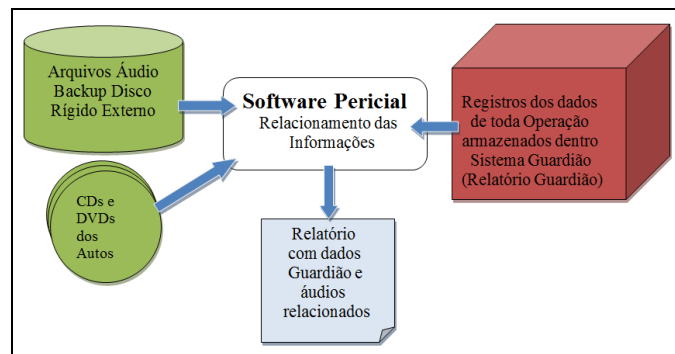 Arquivos Áudio
Backup Disco
Rígido Externo
Software Pericial
Relacionamento das
Informações
Registros dos dados
de toda Operação
armazenados dentro
Sistema Guardião
(Relatório Guardião)
CDs e
DVDs
dos
Autos
Relatório
com dados
Guardião e
áudios
relacionados